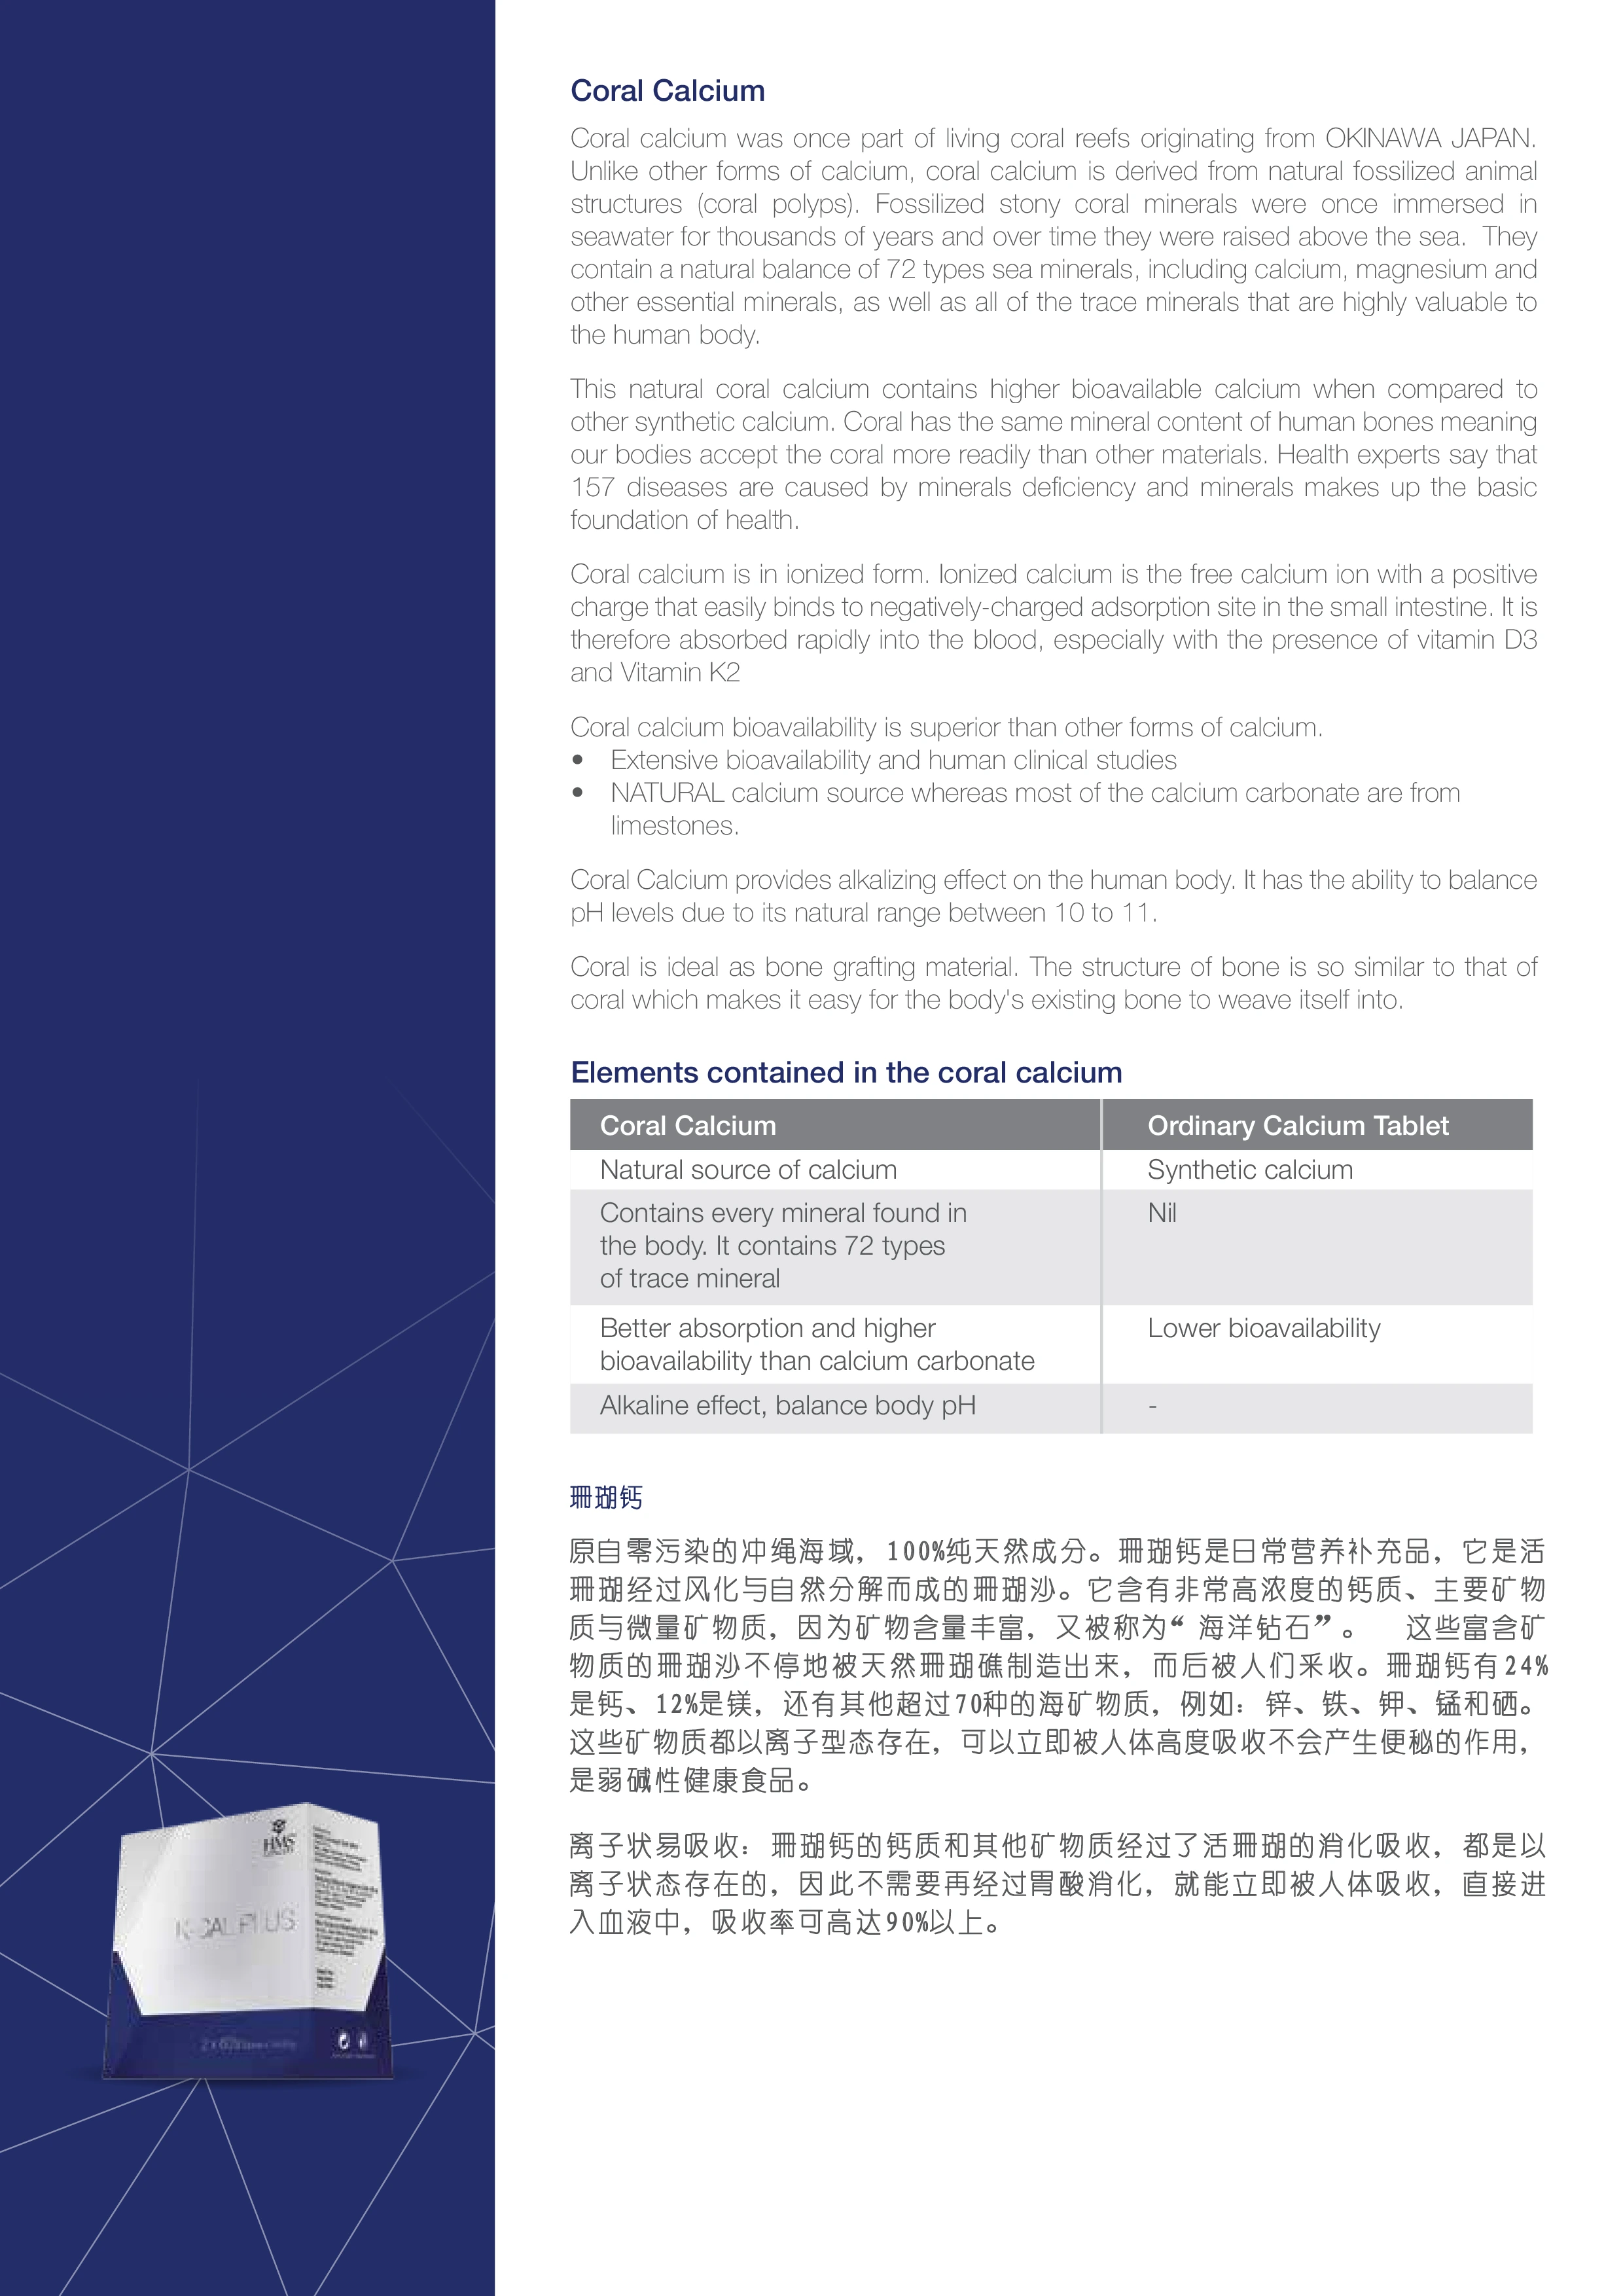 Coral Calcium
Coral calcium was once part of living coral reefs originating from OKINAWA JAPAN.
Unlike other forms of calcium, coral calcium is derived from natural fossilized animal
structures (coral polyps). Fossilized stony coral minerals were once immersed in
seawater for thousands of years and over time they were raised above the sea. They
contain a natural balance of 72 types sea minerals, including calcium, magnesium and
other essential minerals, as well as all of the trace minerals that are highly valuable to
the human body.
This natural coral calcium contains higher bioavailable calcium when compared to
other synthetic calcium. Coral has the same mineral content of human bones meaning
our bodies accept the coral more readily than other materials. Health experts say that
157 diseases are caused by minerals deficiency and minerals makes up the basic
foundation of health.
Coral calcium is in ionized form. Ionized calcium is the free calcium ion with a positive
charge that easily binds to negatively-charged adsorption site in the small intestine. It is
therefore absorbed rapidly into the blood, especially with the presence of vitamin D3
and Vitamin K2
Coral calcium bioavailability is superior than other forms of calcium.
• Extensive bioavailability and human clinical studies
• NATURAL calcium source whereas most of the calcium carbonate are from
limestones.
Coral Calcium provides alkalizing effect on the human body. It has the ability to balance
pH levels due to its natural range between 10 to 11.
Coral is ideal as bone grafting material. The structure of bone is so similar to that of
coral which makes it easy for the body's existing bone to weave itself into.
Elements contained in the coral calcium
Coral Calcium Ordinary Calcium Tablet
Natural source of calcium Synthetic calcium
Contains every mineral found in Nil
the body. It contains 72 types
of trace mineral
Better absorption and higher Lower bioavailability
bioavailability than calcium carbonate
Alkaline effect, balance body pH -
珊瑚钙
原自零污染的冲绳海域，100%纯天然成分。珊瑚钙是日常营养补充品，它是活
珊瑚经过风化与自然分解而成的珊瑚沙。它含有非常高浓度的钙质、主要矿物
质与微量矿物质，因为矿物含量丰富，又被称为“海洋钻石”。 这些富含矿
物质的珊瑚沙不停地被天然珊瑚礁制造出来，而后被人们采收。珊瑚钙有24%
是钙、12%是镁，还有其他超过70种的海矿物质，例如：锌、铁、钾、锰和硒。
这些矿物质都以离子型态存在，可以立即被人体高度吸收不会产生便秘的作用，
是弱碱性健康食品。
离子状易吸收：珊瑚钙的钙质和其他矿物质经过了活珊瑚的消化吸收，都是以
离子状态存在的，因此不需要再经过胃酸消化，就能立即被人体吸收，直接进
入血液中，吸收率可高达90%以上。
HMS
K-CAL PLUS